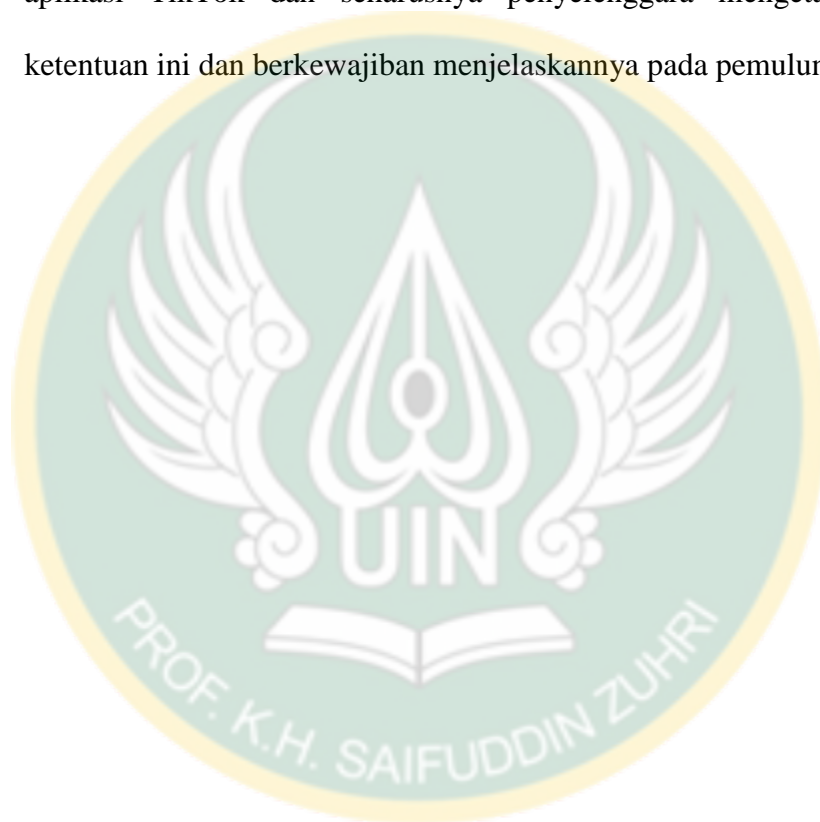 aplikasi TikTok dan seharusnya penyelenggara
ketentuan ini dan berkewajiban menjelaskannya pada
UIN
PROF. K.H. SAIFUDDIN ZUHRI